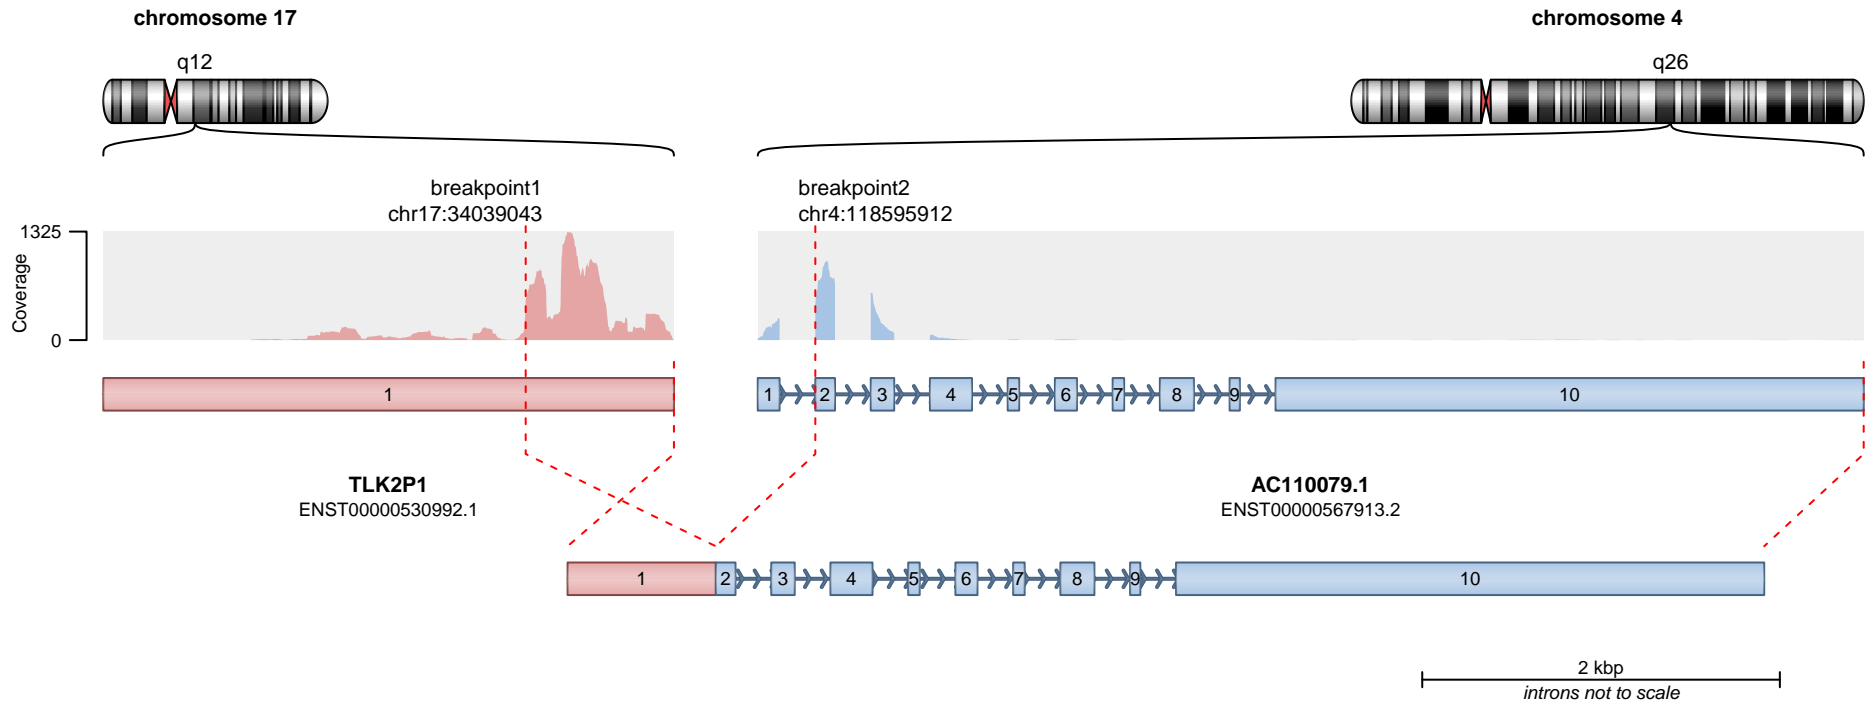 chromosome 17
chromosome 4
q12
q26
breakpoint1
chr17:34039043
breakpoint2
chr4:118595912
1325
Coverage
0
1
1 2 3 4 5 6 7 8 9 10
TLK2P1
ENST00000530992.1
AC110079.1
ENST00000567913.2
1 2 3 4 5 6 7 8 9 10
2 kbp
introns not to scale